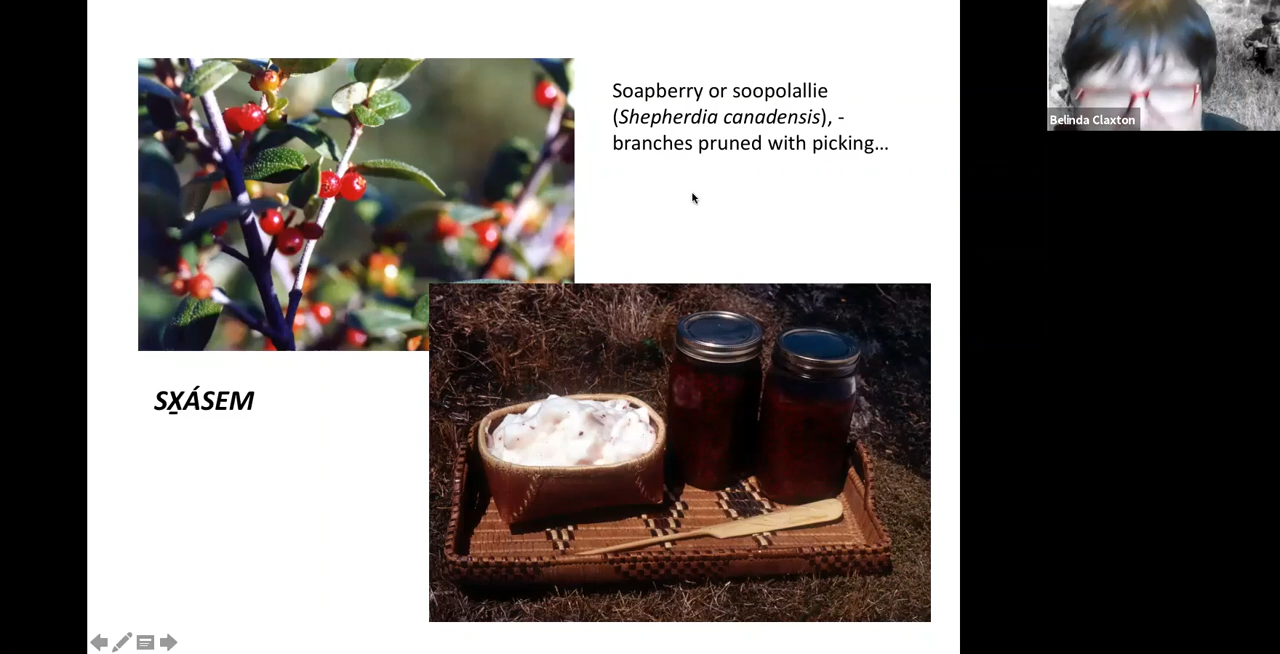 Soapberry or soopolallie
(Shepherdia canadensis), -
branches pruned with picking…
Belinda Claxton
SX̱ÁSEM